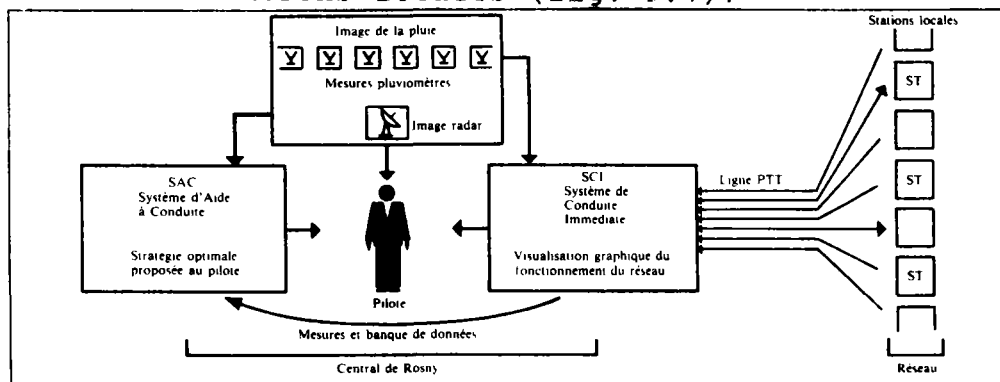 Image de la pluie
Mesures pluviomètres
Image radar
Stations locales
ST
ST
ST
SAC
Système d'Aide
à Conduite
Stratégie optimale
proposée au pilote
Pilote
SCI
Système de
Conduite
Immédiate
Visualisation graphique du
fonctionnement du réseau
Ligne PTT
Mesures et banque de données
Central de Rosny
Réseau